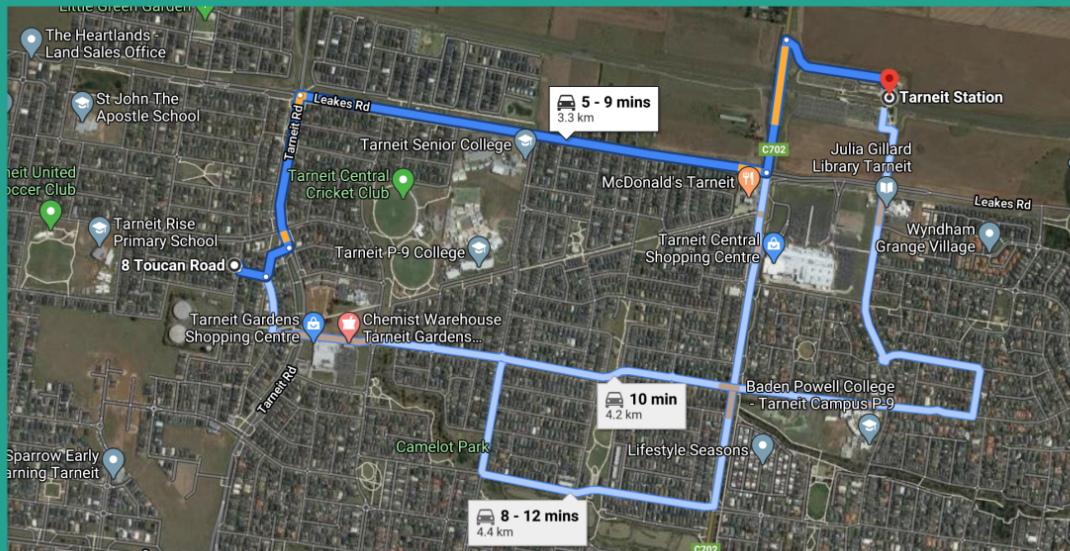 Little Green Garden
The Heartlands -
Land Sales Office
St John The
Apostle School
Tarneit Rd
Leakes Rd
5 - 9 mins
3.3 km
Tarneit Station
C702
Julia Gillard
Library Tarneit
Tarneit Senior College
McDonald's Tarneit
Leakes Rd
neit United
occer Club
Tarneit Central
Cricket Club
Tarneit Rise
Primary School
8 Toucan Road
Tarneit P-9 College
Tarneit Central
Shopping Centre
Wyndham
Grange Village
Tarneit Gardens
Shopping Centre
Chemist Warehouse
Tarneit Gardens...
Tarneit Rd
10 min
4.2 km
Baden Powell College
- Tarneit Campus P-9
Camelot Park
Lifestyle Seasons
Sparrow Early
arning Tarneit
8 - 12 mins
4.4 km
C702